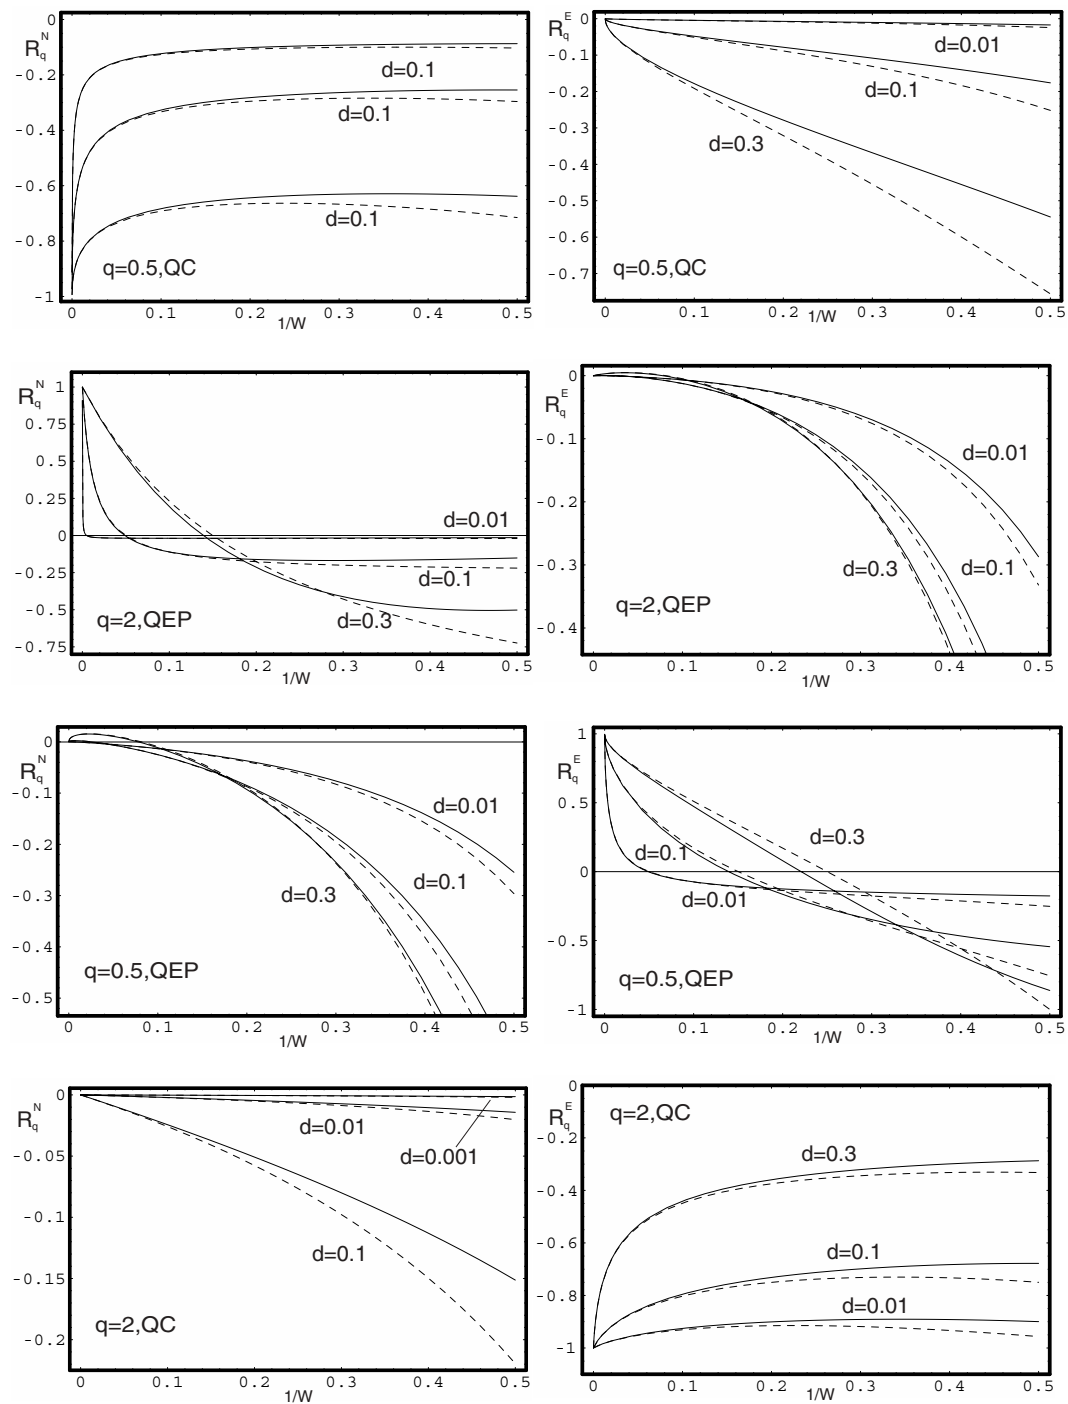 0
-0.2
-0.4
-0.6
-0.8
-1
R_q^N
d=0.1
d=0.1
d=0.1
q=0.5,QC
0 0.1 0.2 0.3 0.4 0.5
1/W
0
-0.1
-0.2
-0.3
-0.4
-0.5
-0.6
-0.7
R_q^E
d=0.01
d=0.1
d=0.3
q=0.5,QC
0 0.1 0.2 0.3 0.4 0.5
1/W
1
0.75
0.5
0.25
0
-0.25
-0.5
-0.75
R_q^N
d=0.01
d=0.1
d=0.3
q=2,QEP
0 0.1 0.2 0.3 0.4 0.5
1/W
0
-0.1
-0.2
-0.3
-0.4
R_q^E
d=0.01
d=0.3
d=0.1
q=2,QEP
0 0.1 0.2 0.3 0.4 0.5
1/W
0
-0.1
-0.2
-0.3
-0.4
-0.5
R_q^N
d=0.01
d=0.1
d=0.3
q=0.5,QEP
0 0.1 0.2 0.3 0.4 0.5
1/W
1
0.5
0
-0.5
-1
R_q^E
d=0.3
d=0.1
d=0.01
q=0.5,QEP
0 0.1 0.2 0.3 0.4 0.5
1/W
0
-0.05
-0.1
-0.15
-0.2
R_q^N
d=0.01
d=0.001
d=0.1
q=2,QC
0 0.1 0.2 0.3 0.4 0.5
1/W
0
-0.2
-0.4
-0.6
-0.8
-1
R_q^E
q=2,QC
d=0.3
d=0.1
d=0.01
0 0.1 0.2 0.3 0.4 0.5
1/W